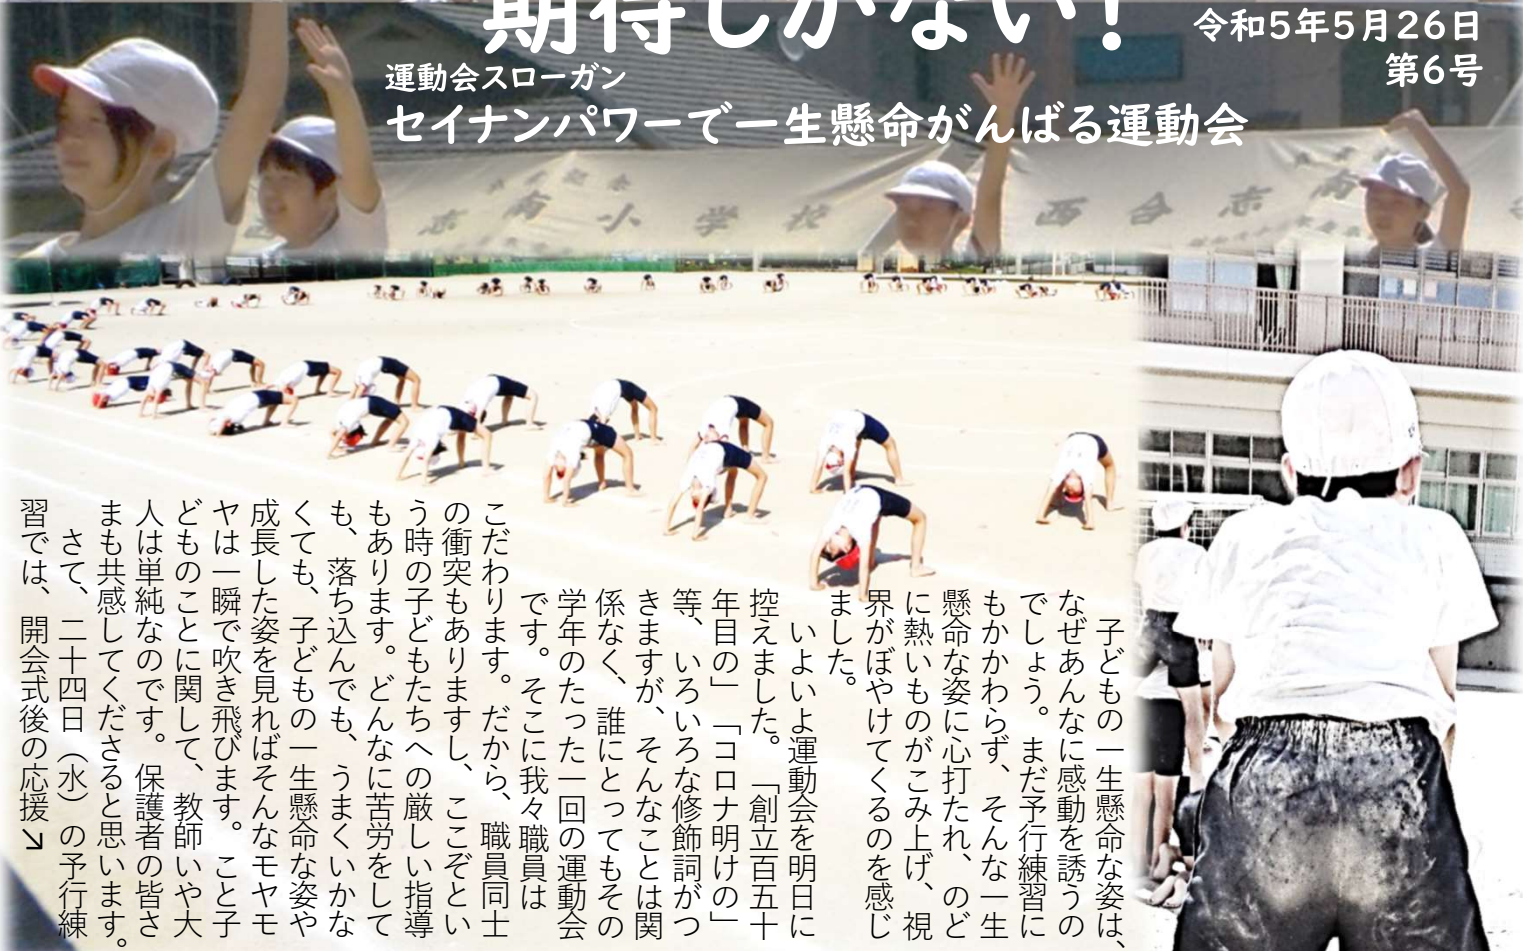 期待しかない！
令和5年5月26日
第6号
運動会スローガン
セイナンパワーで一生懸命がんばる運動会
志南小学校
西合志南
子どもの一生懸命な姿は、
なぜあんなに感動を誘うの
でしょう。まだ予行練習に
もかかわらず、そんな一生
懸命な姿に心打たれ、のど
に熱いものがこみ上げ、視
界がぼやけてくるのを感じ
ました。
いよいよ運動会を明日に
控えました。「創立百五十
年目の」「コロナ明けの」
等、いろいろな修飾詞がつ
きますが、そんなことは関
係なく、誰にとってもその
学年のたった一回の運動会
です。そこに我々職員は
こだわります。だから、職員同士
の衝突もありますし、ここぞとい
う時の子どもたちへの厳しい指導
もあります。どんなに苦労をして
も、落ち込んでも、うまくいかな
くても、子どもの一生懸命な姿や
成長した姿を見ればそんなモヤモ
ヤは一瞬で吹き飛びます。こと子
どものことに関して、教師いや大
人は単純なのです。保護者の皆さ
まも共感してくださると思います。
さて、二十四日（水）の予行練
習では、開会式後の応援↘